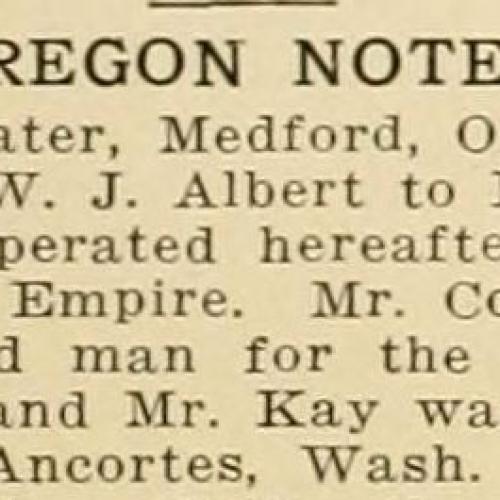 REGON NOTE
ater, Medford, O
W. J. Albert to
perated hereafte
Empire. Mr. Co
d man for the
and Mr. Kay wa
Ancortes, Wash.